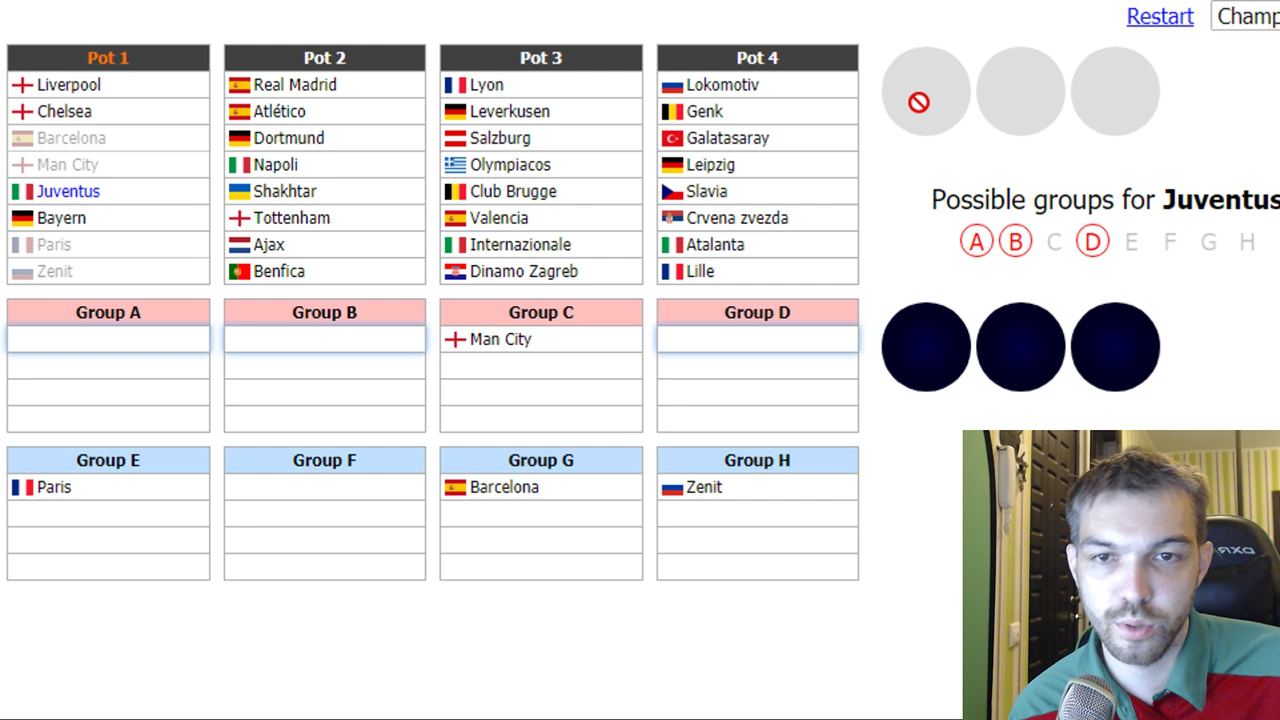 Restart Champ
Pot 1 Pot 2 Pot 3 Pot 4
Liverpool Real Madrid Lyon Lokomotiv
Chelsea Atlético Leverkusen Genk
Barcelona Dortmund Salzburg Galatasaray
Man City Napoli Olympiacos Leipzig
Juventus Shakhtar Club Brugge Slavia
Bayern Tottenham Valencia Crvena zvezda
Paris Ajax Internazionale Atalanta
Zenit Benfica Dinamo Zagreb Lille
Possible groups for Juventus
A B C D E F G H
Group A Group B Group C Group D
Man City
Group E Group F Group G Group H
Paris Barcelona Zenit
DXR